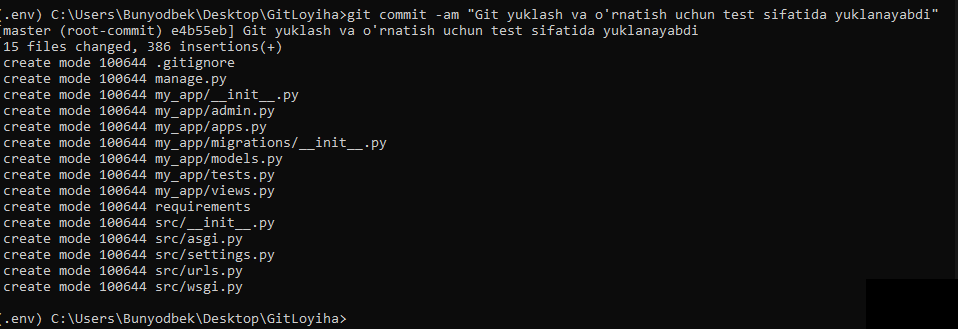 (.env) C:\Users\Bunyodbek\Desktop\GitLoyiha>git commit -am "Git yuklash va o'rnatish uchun test sifatida yuklanayabdi"
[master (root-commit) e4b55eb] Git yuklash va o'rnatish uchun test sifatida yuklanayabdi
15 files changed, 386 insertions(+)
create mode 100644 .gitignore
create mode 100644 manage.py
create mode 100644 my_app/__init__.py
create mode 100644 my_app/admin.py
create mode 100644 my_app/apps.py
create mode 100644 my_app/migrations/__init__.py
create mode 100644 my_app/models.py
create mode 100644 my_app/tests.py
create mode 100644 my_app/views.py
create mode 100644 requirements
create mode 100644 src/__init__.py
create mode 100644 src/asgi.py
create mode 100644 src/settings.py
create mode 100644 src/urls.py
create mode 100644 src/wsgi.py
(.env) C:\Users\Bunyodbek\Desktop\GitLoyiha>